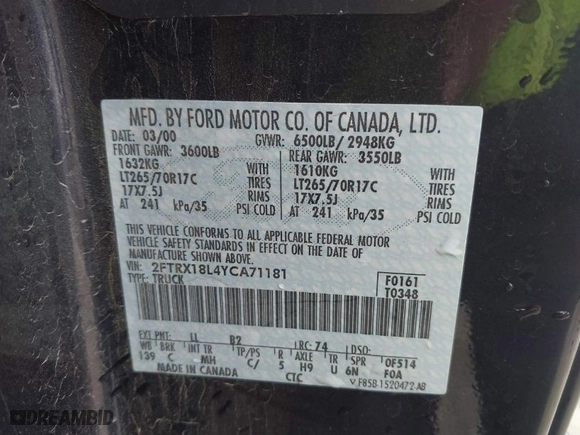 MFD. BY FORD MOTOR CO. OF CANADA, LTD.
DATE: 03/00 GVWR: 6500LB/ 2948KG
FRONT GAWR: 3600LB REAR GAWR: 3550LB
1632KG 1610KG
LT265/70R17C TIRES LT265/70R17C TIRES
17X7.5J RIMS 17X7.5J RIMS
AT 241 kPa/35 PSI COLD AT 241 kPa/35 PSI COLD
THIS VEHICLE CONFORMS TO ALL APPLICABLE FEDERAL MOTOR
VEHICLE SAFETY STANDARDS IN EFFECT ON THE DATE OF
MANUFACTURE SHOWN ABOVE.
VEHICLE IDENTIFICATION NO.
2FTRX18L4YCA71181 F0161
TYPE: TRUCK T0348
EXT PNT: LL B2 RC: 74 DSO:
WB BRK INT TR TP/PS R AXLE TR SPR 0F514
139 C MH C/ 5 H9 U 6N F0A
MADE IN CANADA CTC V F85B-1520472-AB
DREAMBID